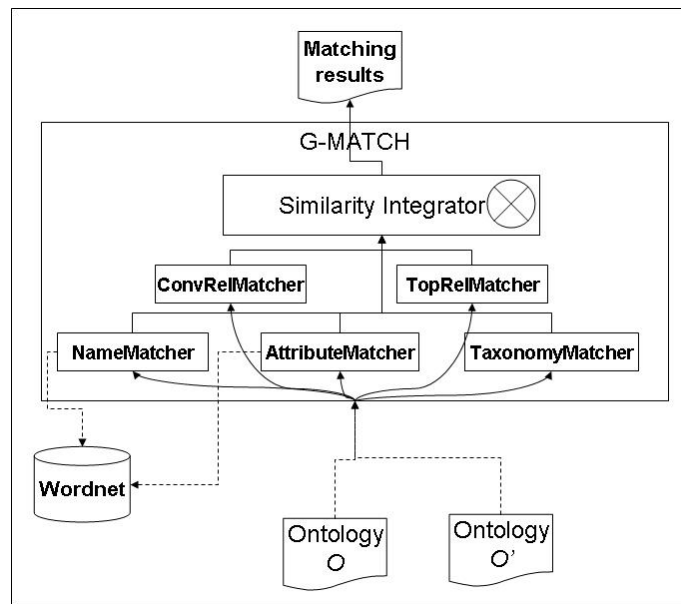 Matching
results
G-MATCH
Similarity Integrator
ConvRelMatcher
TopRelMatcher
NameMatcher
AttributeMatcher
TaxonomyMatcher
Wordnet
Ontology
O
Ontology
O'